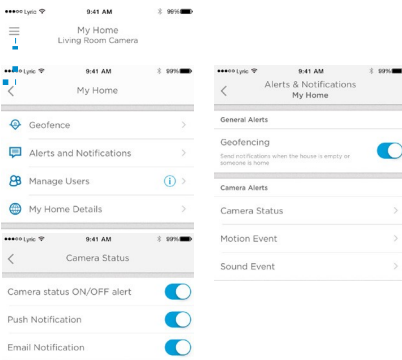 Lyric 9:41 AM 99%
My Home
Living Room Camera
Lyric 9:41 AM 99%
My Home
Geofence
Alerts and Notifications
Manage Users
My Home Details
Lyric 9:41 AM 99%
Camera Status
Camera status ON/OFF alert
Push Notification
Email Notification
Lyric 9:41 AM 99%
Alerts & Notifications
My Home
General Alerts
Geofencing
Send notifications when the house is empty or
someone is home
Camera Alerts
Camera Status
Motion Event
Sound Event